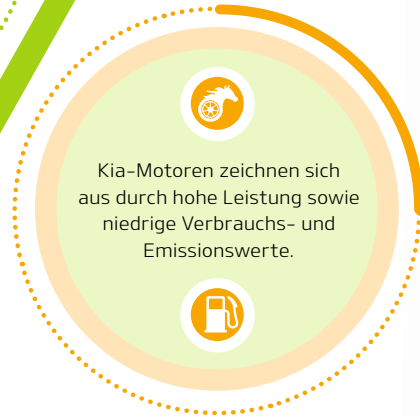 Kia-Motoren zeichnen sich
aus durch hohe Leistung sowie
niedrige Verbrauchs- und
Emissionswerte.